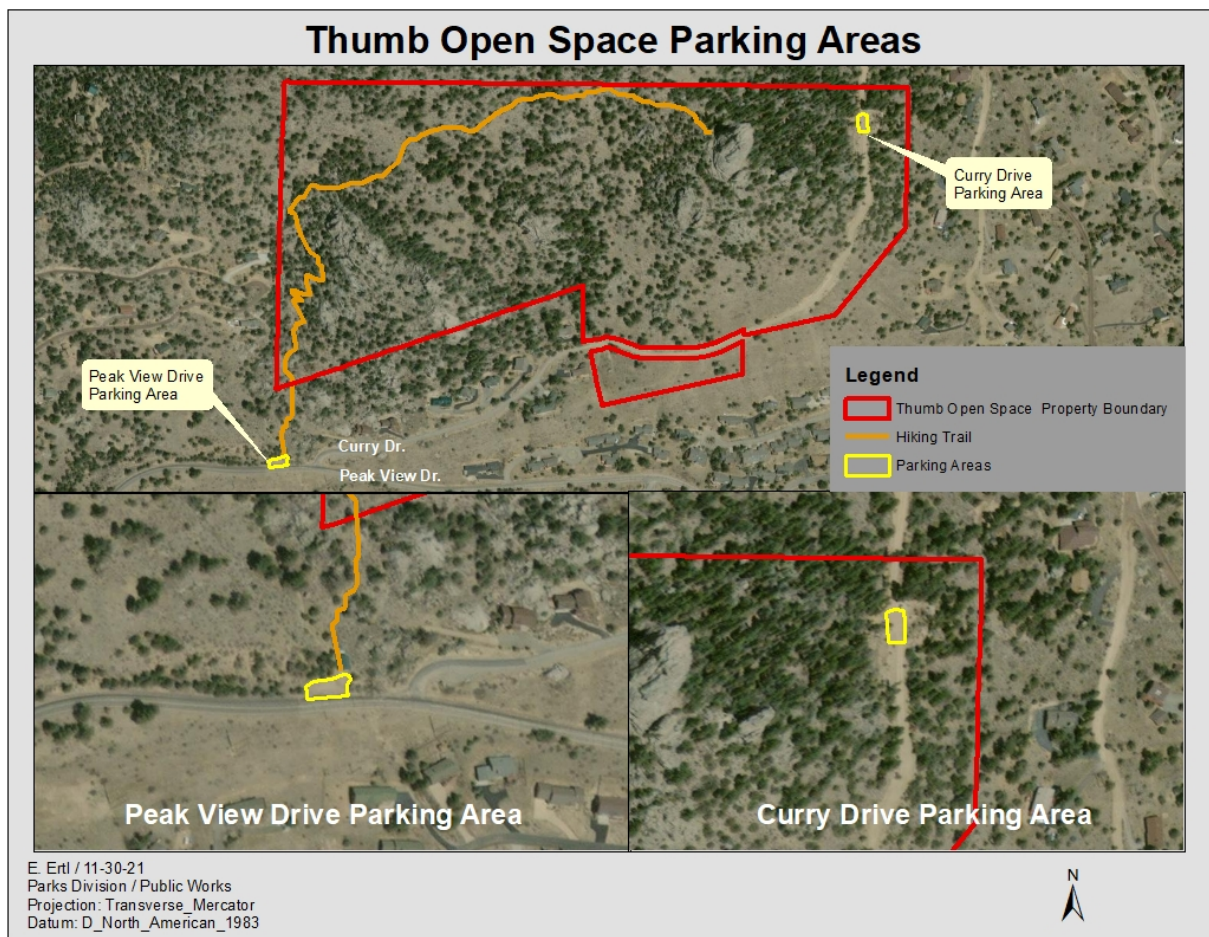 Thumb Open Space Parking Areas
Curry Drive
Parking Area
Peak View Drive
Parking Area
Legend
Thumb Open Space Property Boundary
Hiking Trail
Parking Areas
Curry Dr.
Peak View Dr.
Peak View Drive Parking Area
Curry Drive Parking Area
E. Ertl / 11-30-21
Parks Division / Public Works
Projection: Transverse_Mercator
Datum: D_North_American_1983
N